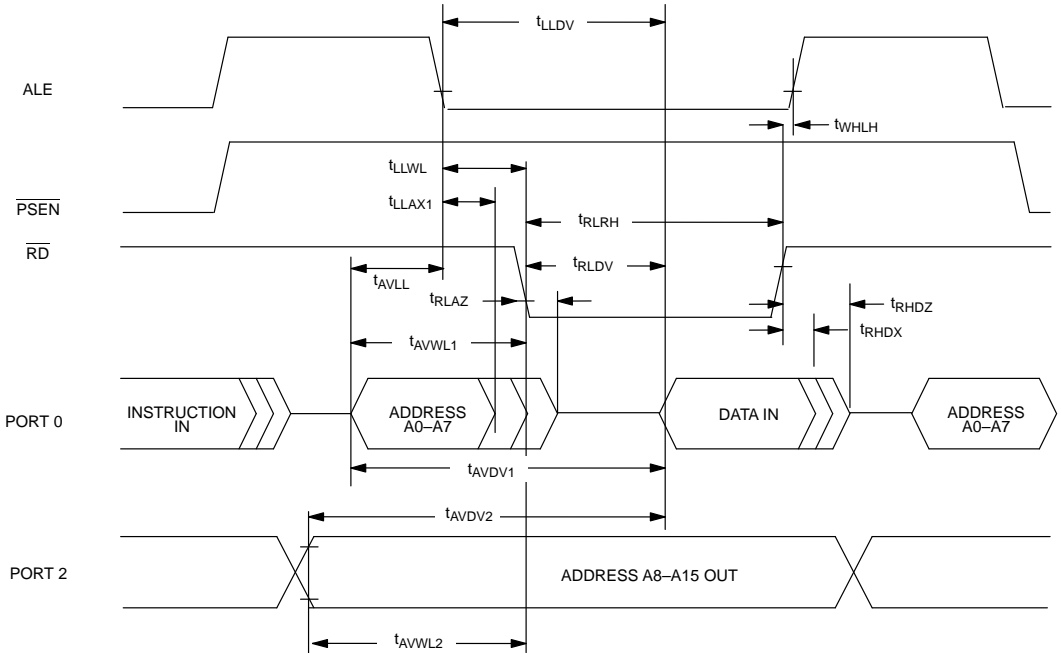 tLLDV
ALE
tWHLH
tLLWL
tLLAX1
PSEN
tRLRH
RD
tRLDV
tAVLL
tRLAZ
tRHDZ
tRHDX
tAVWL1
PORT 0
INSTRUCTION
IN
ADDRESS
A0–A7
DATA IN
ADDRESS
A0–A7
tAVDV1
tAVDV2
PORT 2
ADDRESS A8–A15 OUT
tAVWL2